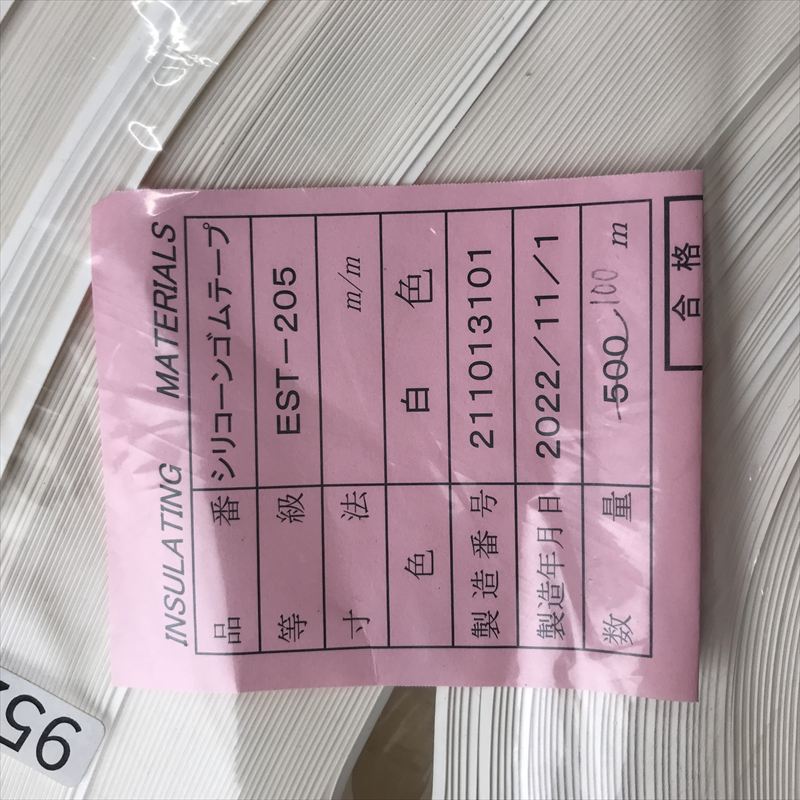 INSULATING MATERIALS
品番 シリコーンゴムテープ
等級 EST-205
寸法 m/m
色 白色
製造番号 211013101
製造年月日 2022/11/1
数量 500 100 m
合格
95